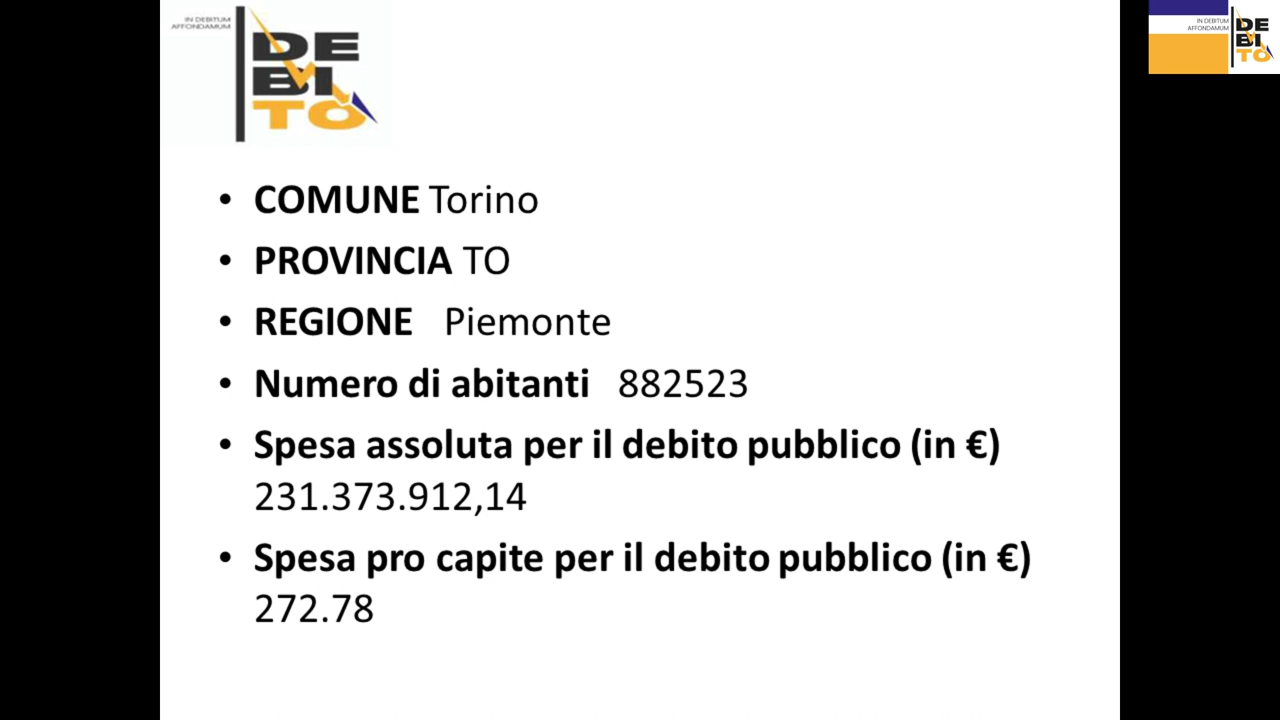 IN DEBITUM
AFFONDAMUM
DE
BI
TO
IN DEBITUM
AFFONDAMUM
DE
BI
TO
• COMUNE Torino
• PROVINCIA TO
• REGIONE Piemonte
• Numero di abitanti 882523
• Spesa assoluta per il debito pubblico (in €)
231.373.912,14
• Spesa pro capite per il debito pubblico (in €)
272.78